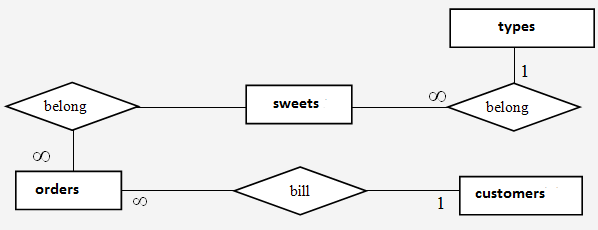 types
1
belong
sweets
∞
belong
∞
orders
∞
bill
1
customers